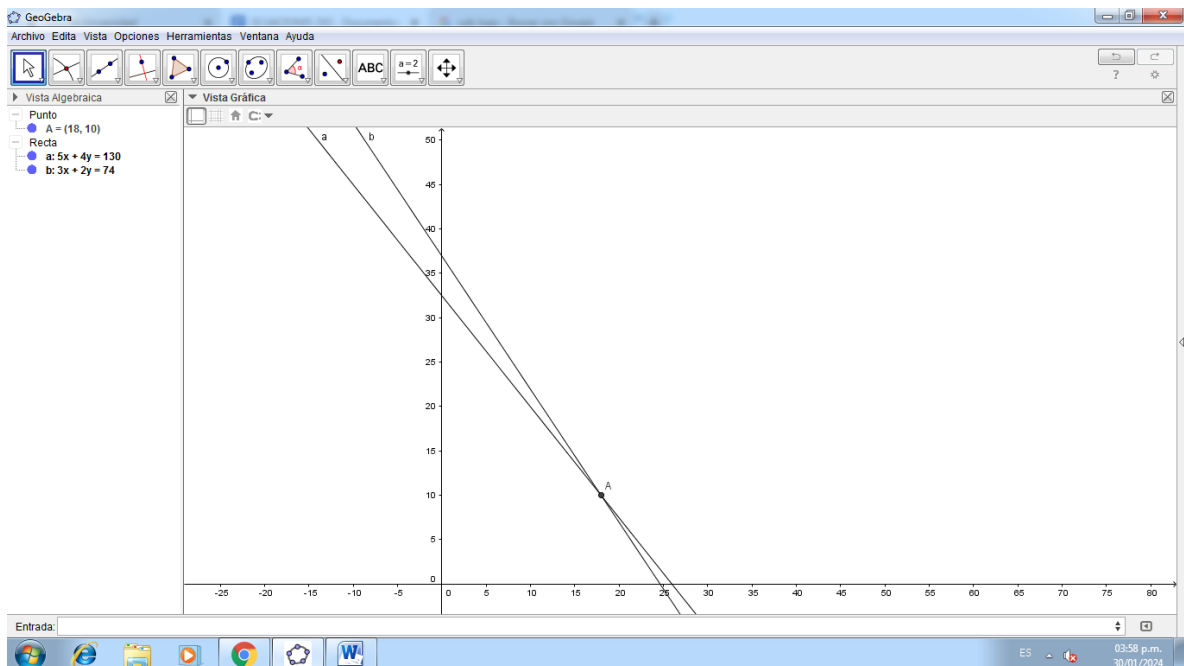 GeoGebra
Archivo Edita Vista Opciones Herramientas Ventana Ayuda
ABC
a=2
?
Vista Algebraica
Vista Gráfica
Punto
A = (18, 10)
Recta
a: 5x + 4y = 130
b: 3x + 2y = 74
a
b
50
45
40
35
30
25
20
15
10
5
0
A
-25 -20 -15 -10 -5 0 5 10 15 20 25 30 35 40 45 50 55 60 65 70 75 80
Entrada:
W
ES
03:58 p.m.
30/01/2024